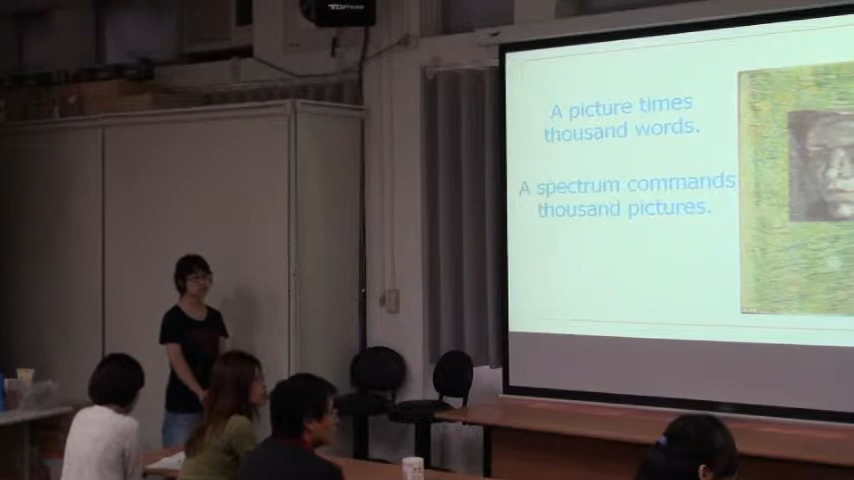 A picture times
thousand words.
A spectrum commands
thousand pictures.